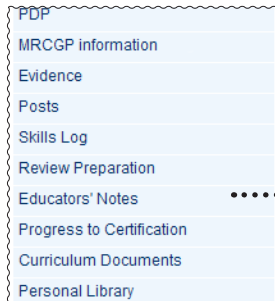 PDP
MRCGP information
Evidence
Posts
Skills Log
Review Preparation
Educators' Notes
Progress to Certification
Curriculum Documents
Personal Library